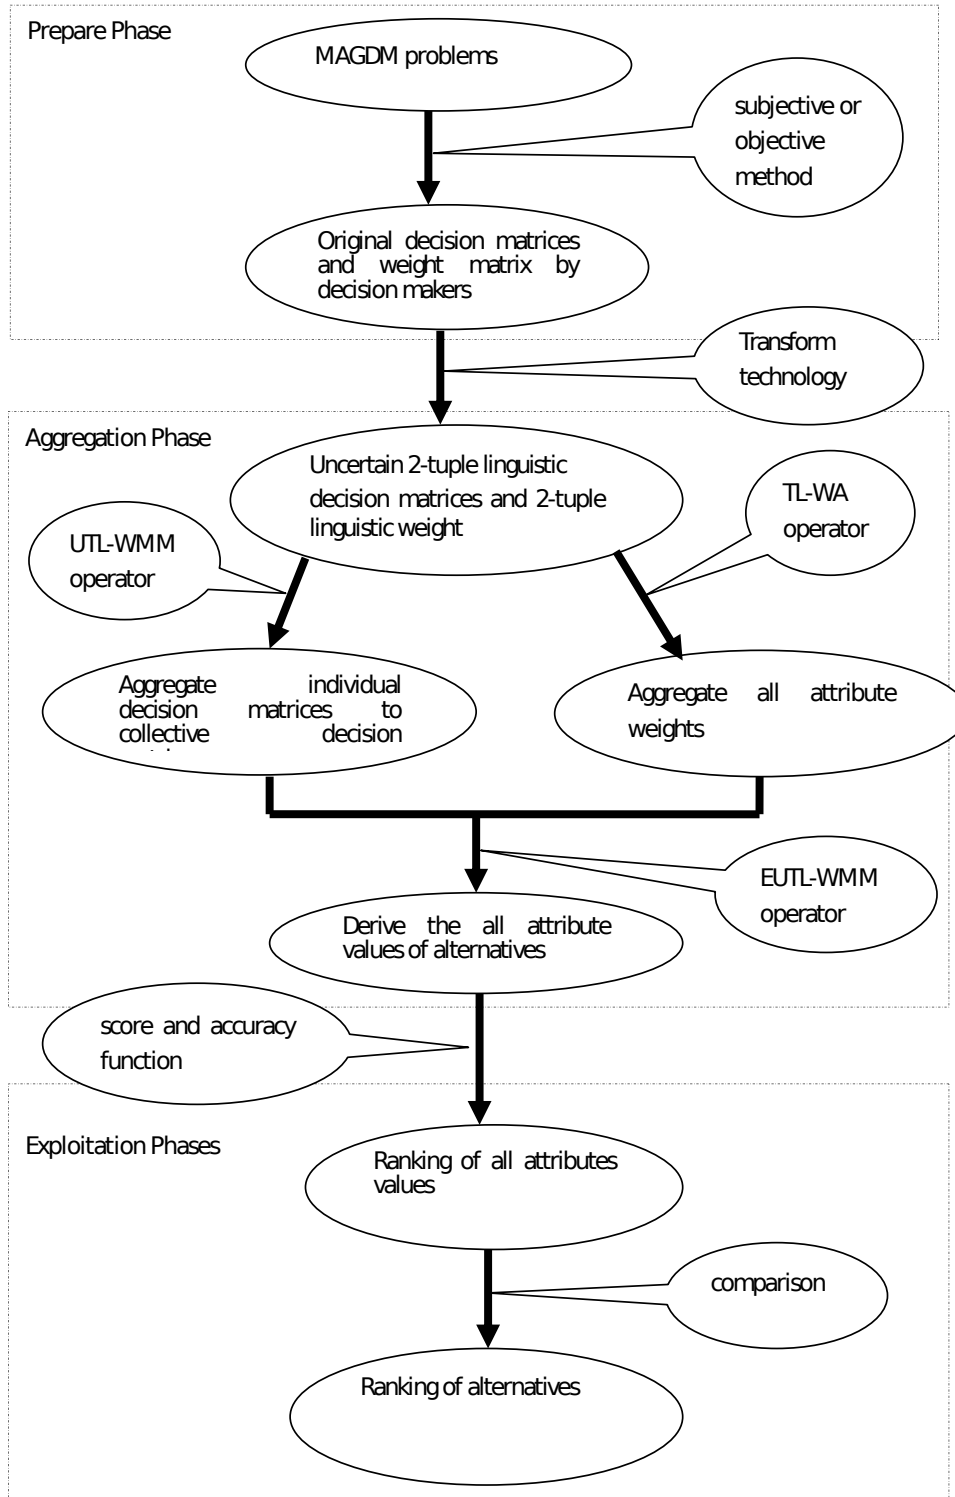 Prepare Phase
MAGDM problems
subjective or
objective
method
Original decision matrices
and weight matrix by
decision makers
Transform
technology
Aggregation Phase
Uncertain 2-tuple linguistic
decision matrices and 2-tuple
linguistic weight
TL-WA
operator
UTL-WMM
operator
Aggregate individual
decision matrices to
collective decision
Aggregate all attribute
weights
EUTL-WMM
operator
Derive the all attribute
values of alternatives
score and accuracy
function
Exploitation Phases
Ranking of all attributes
values
comparison
Ranking of alternatives